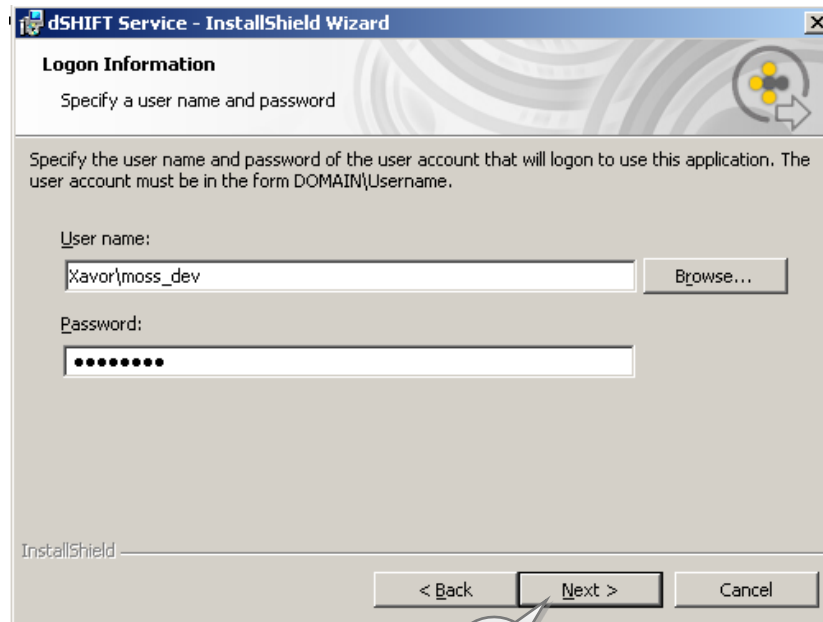 dSHIFT Service - InstallShield Wizard
Logon Information
Specify a user name and password
Specify the user name and password of the user account that will logon to use this application. The
user account must be in the form DOMAIN\Username.
User name:
Xavor\moss_dev
Browse...
Password:
••••••••
InstallShield
< Back
Next >
Cancel